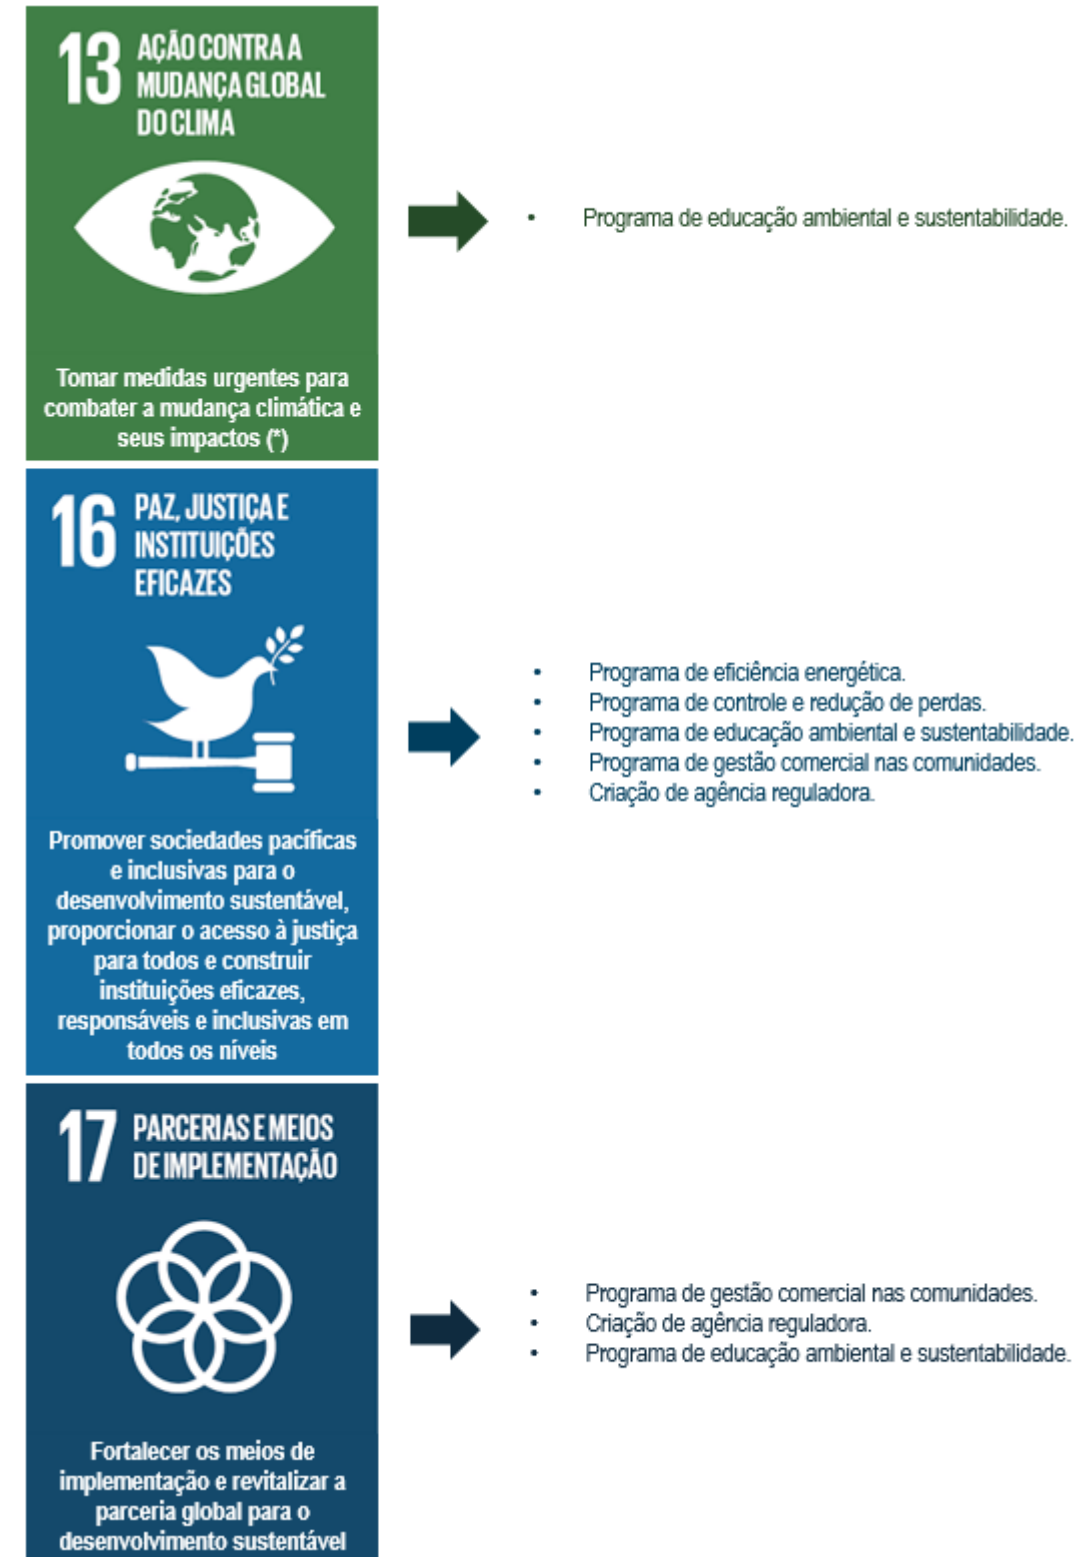 13 AÇÃO CONTRA A
MUDANÇA GLOBAL
DO CLIMA
• Programa de educação ambiental e sustentabilidade.
Tomar medidas urgentes para
combater a mudança climática e
seus impactos (*)
16 PAZ, JUSTIÇA E
INSTITUIÇÕES
EFICAZES
• Programa de eficiência energética.
• Programa de controle e redução de perdas.
• Programa de educação ambiental e sustentabilidade.
• Programa de gestão comercial nas comunidades.
• Criação de agência reguladora.
Promover sociedades pacíficas
e inclusivas para o
desenvolvimento sustentável,
proporcionar o acesso à justiça
para todos e construir
instituições eficazes,
responsáveis e inclusivas em
todos os níveis
17 PARCERIAS E MEIOS
DE IMPLEMENTAÇÃO
• Programa de gestão comercial nas comunidades.
• Criação de agência reguladora.
• Programa de educação ambiental e sustentabilidade.
Fortalecer os meios de
implementação e revitalizar a
parceria global para o
desenvolvimento sustentável